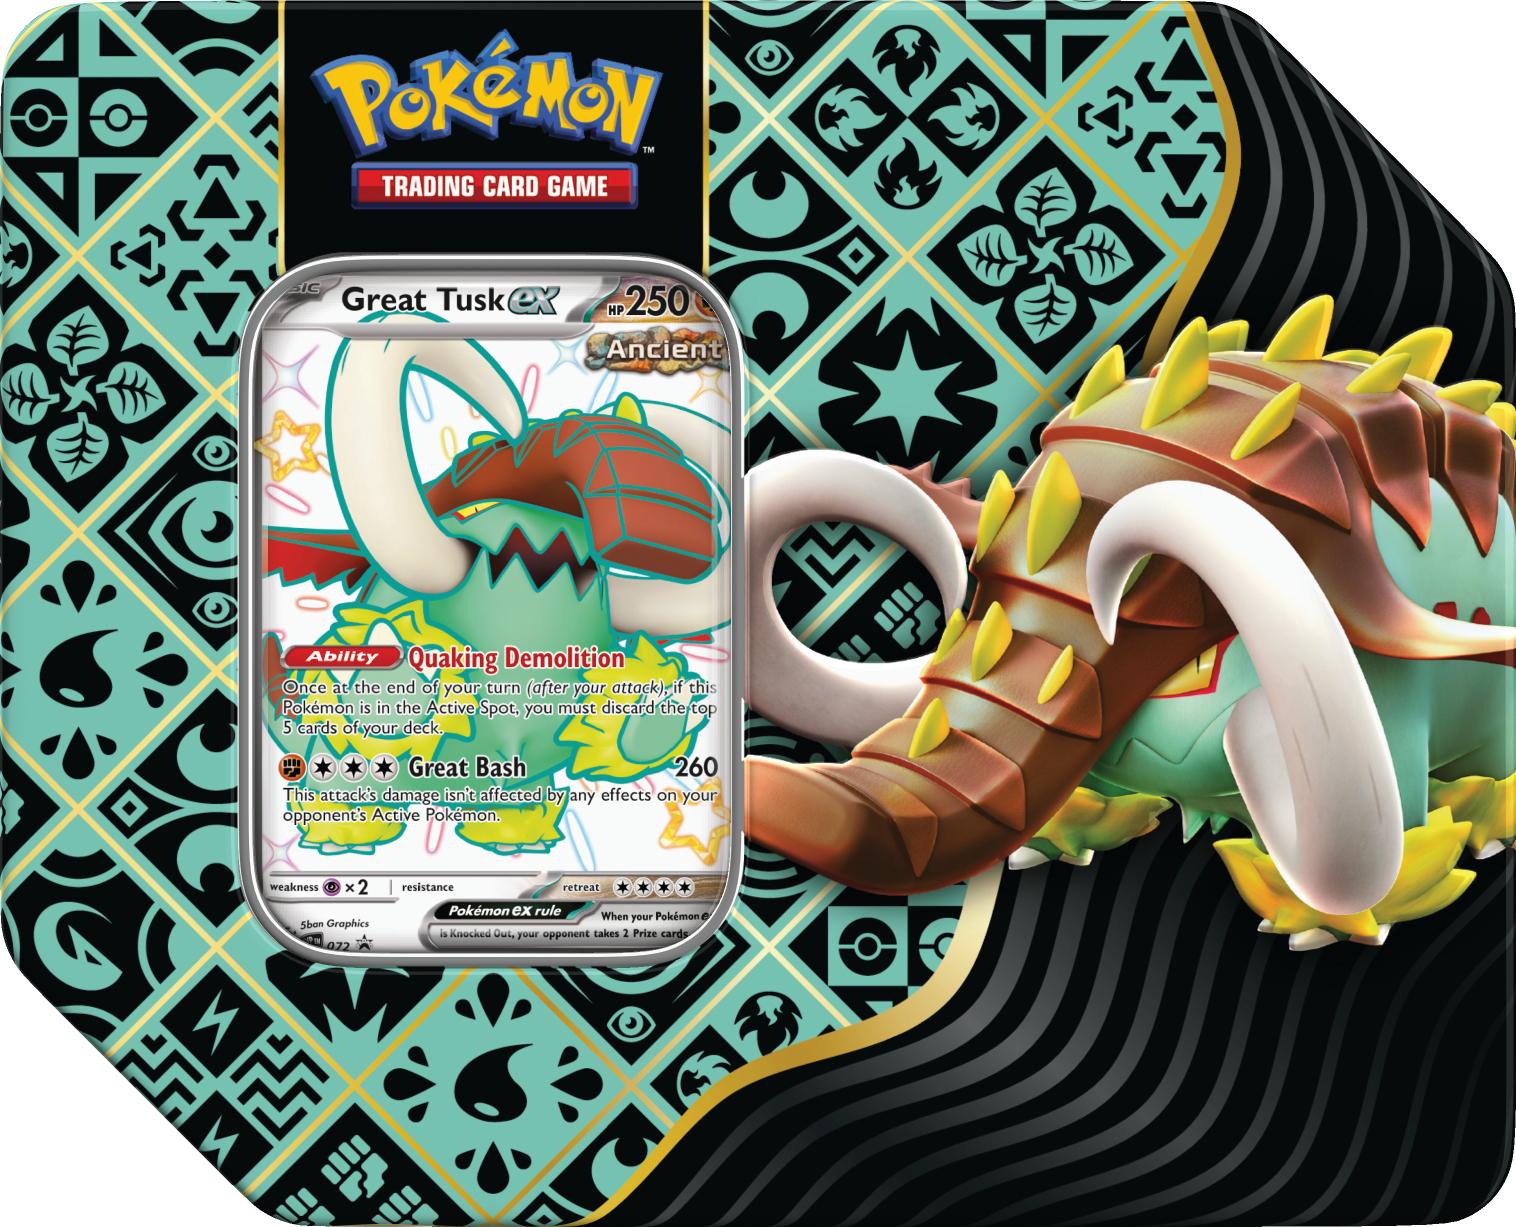 POKéMON
™
TRADING CARD GAME
Great Tusk ex HP 250
Ancient
Ability Quaking Demolition
Once at the end of your turn (after your attack), if this
Pokémon is in the Active Spot, you must discard the top
5 cards of your deck.
Great Bash 260
This attack's damage isn't affected by any effects on your
opponent's Active Pokémon.
weakness ×2 resistance retreat
Pokémon ex rule When your Pokémon
is Knocked Out, your opponent takes 2 Prize cards
5ban Graphics
072